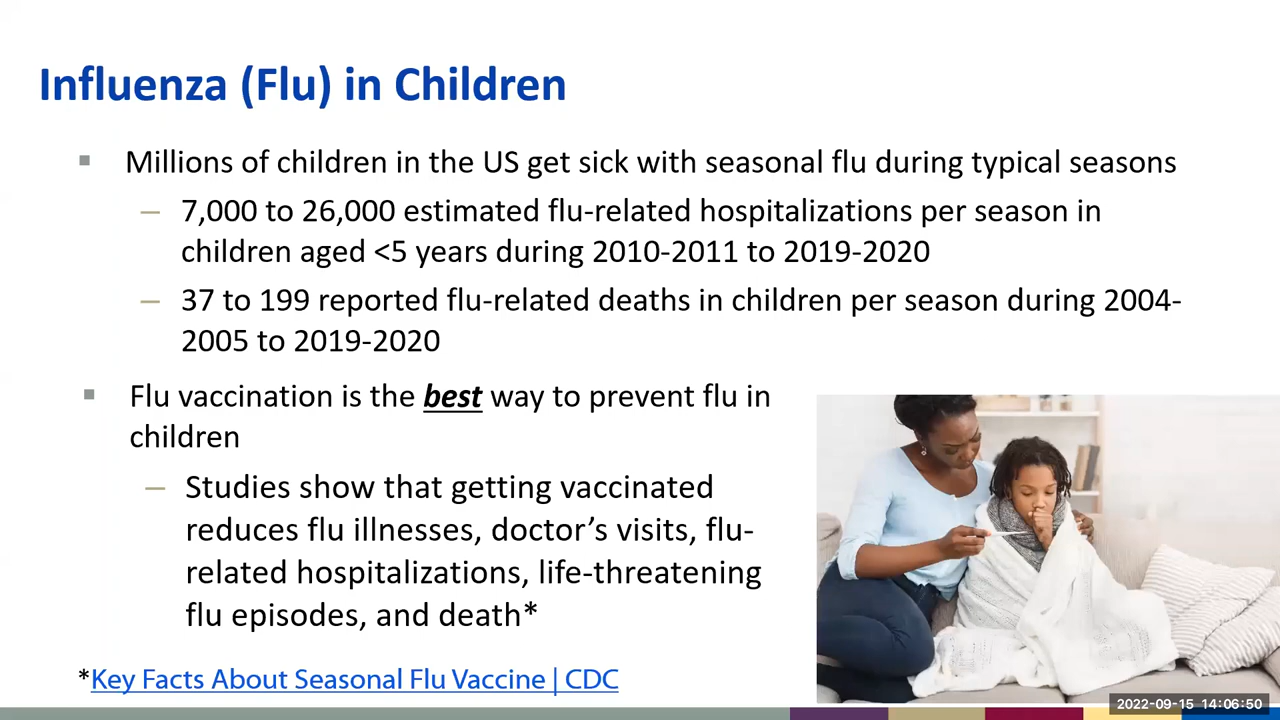 Influenza (Flu) in Children
Millions of children in the US get sick with seasonal flu during typical seasons
– 7,000 to 26,000 estimated flu-related hospitalizations per season in
children aged <5 years during 2010-2011 to 2019-2020
– 37 to 199 reported flu-related deaths in children per season during 2004-
2005 to 2019-2020
Flu vaccination is the best way to prevent flu in
children
– Studies show that getting vaccinated
reduces flu illnesses, doctor’s visits, flu-
related hospitalizations, life-threatening
flu episodes, and death*
*Key Facts About Seasonal Flu Vaccine | CDC
2022-09-15 14:06:50